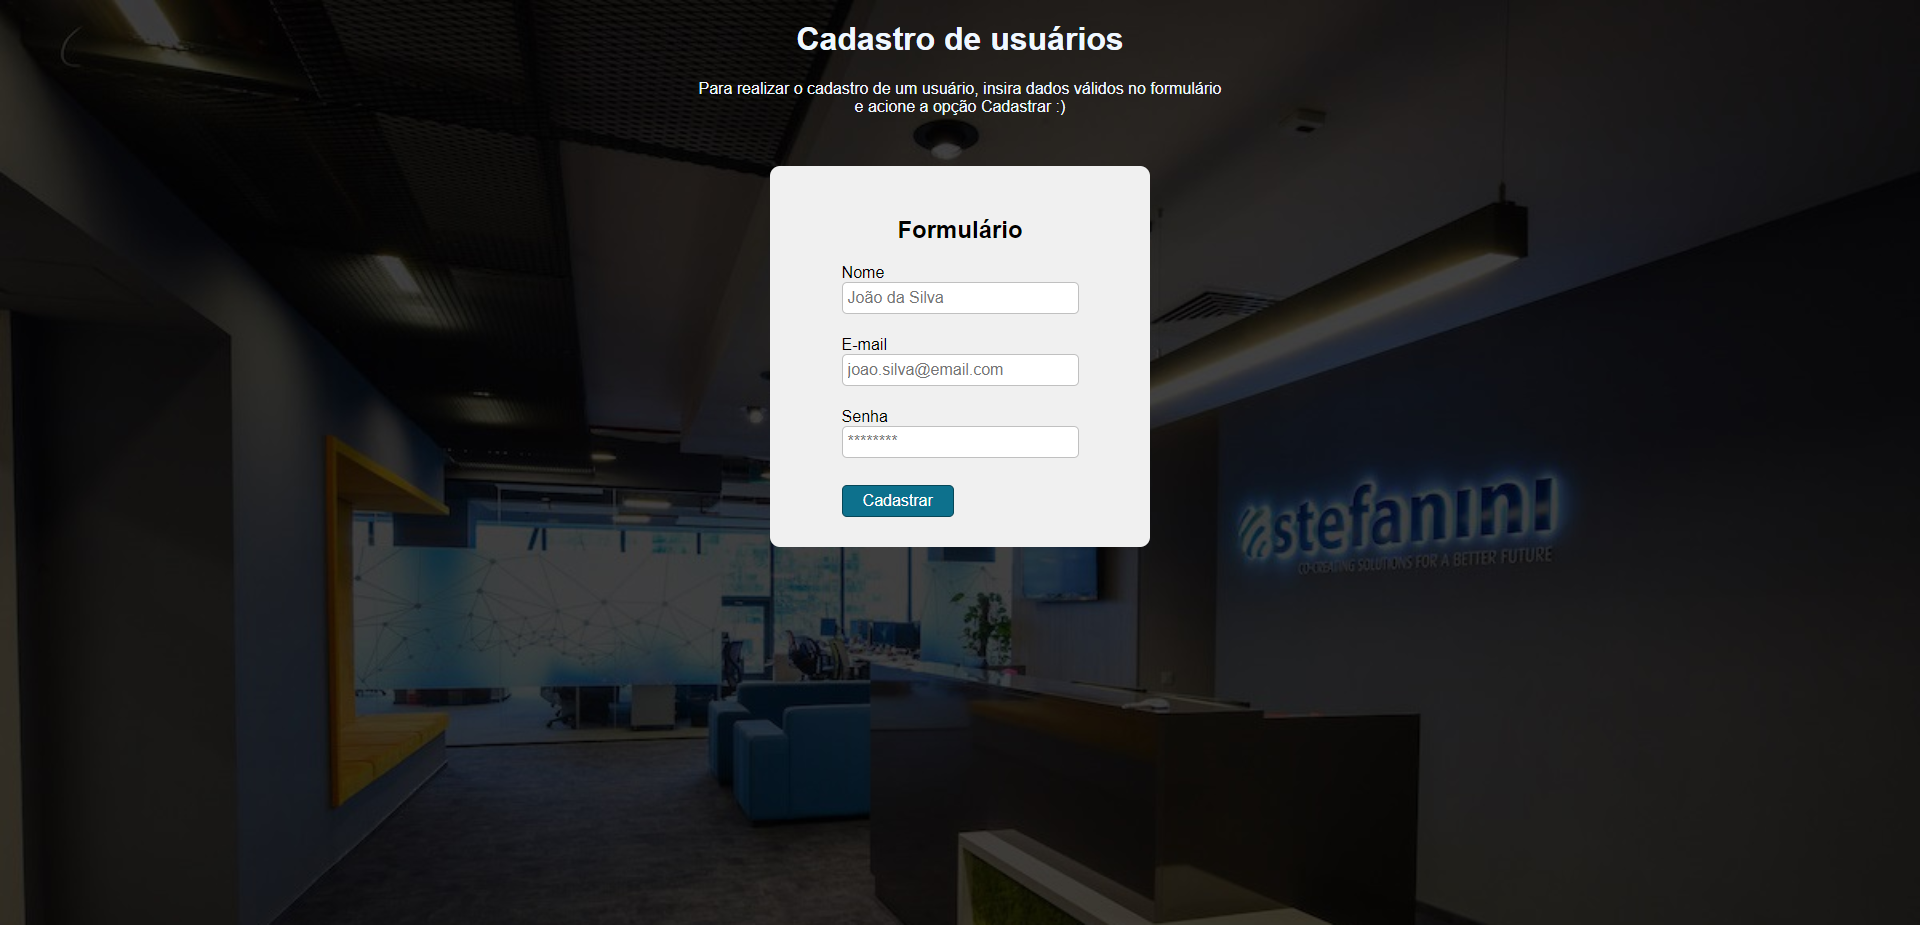 Cadastro de usuários
Para realizar o cadastro de um usuário, insira dados válidos no formulário
e acione a opção Cadastrar :)
Formulário
Nome
João da Silva
E-mail
joao.silva@email.com
Senha
********
Cadastrar
stefanini
CO-CREATING SOLUTIONS FOR A BETTER FUTURE